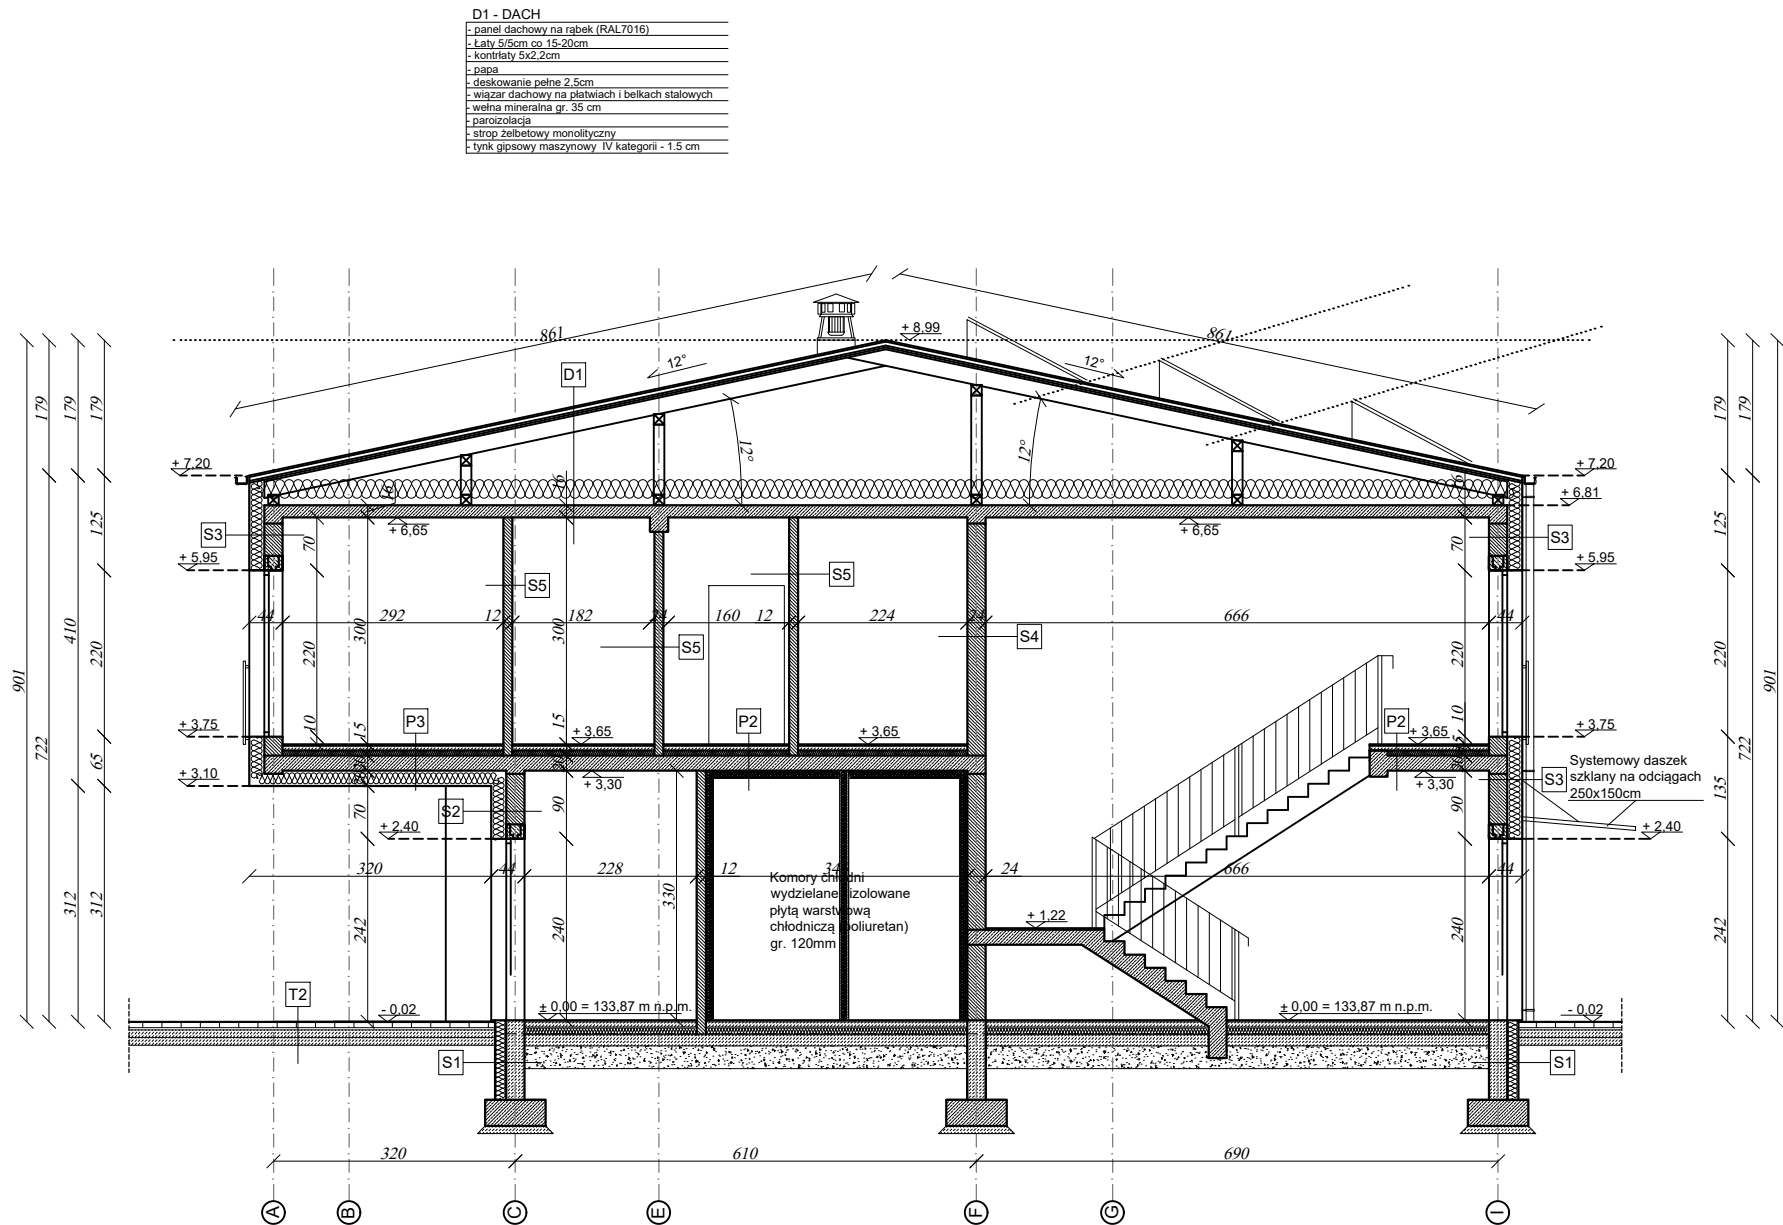 D1 - DACH
- panel dachowy na rąbek (RAL7016)
- Łaty 5/5cm co 15-20cm
- kontrłaty 5x2,2cm
- papa
- deskowanie pełne 2,5cm
- wiązar dachowy na płatwiach i belkach stalowych
- wełna mineralna gr. 35 cm
- paroizolacja
- strop żelbetowy monolityczny
- tynk gipsowy maszynowy IV kategorii - 1.5 cm
861
+ 8,99
861
12°
12°
D1
179
179
179
12°
12°
179
179
+ 7,20
+ 7,20
16
16
+ 6,81
+ 6,65
+ 6,65
S3
70
125
S5
S5
70
S3
125
+ 5,95
+ 5,95
44
292
12
182
24
160
12
224
24
666
44
901
722
410
220
220
300
300
S5
S4
220
220
722
901
+ 3,75
10
15
P3
15
+ 3,65
P2
+ 3,65
P2
+ 3,65
10
+ 3,75
65
+ 3,10
+ 3,30
+ 3,30
S3
Systemowy daszek
szklany na odciągach
250x150cm
135
70
S2
90
90
+ 2,40
+ 2,40
320
44
228
12
24
666
44
312
312
242
240
330
Komory chłodni
wydzielane izolowane
płytą warstwową
chłodniczą (poliuretan)
gr. 120mm
+ 1,22
240
242
T2
- 0,02
± 0,00 = 133,87 m n.p.m.
± 0,00 = 133,87 m n.p.m.
- 0,02
S1
S1
320
610
690
A
B
C
E
F
G
I